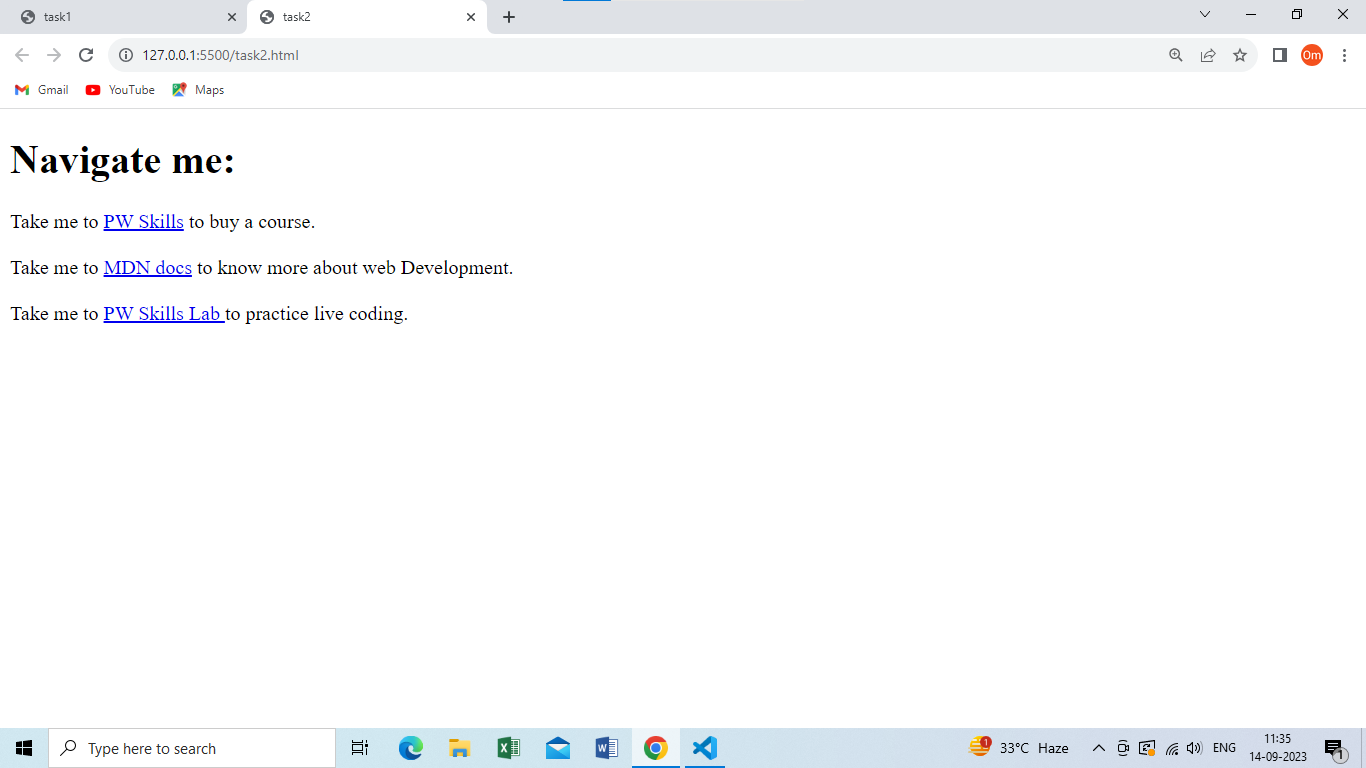 task1
task2
127.0.0.1:5500/task2.html
Om
Gmail
YouTube
Maps
Navigate me:
Take me to PW Skills to buy a course.
Take me to MDN docs to know more about web Development.
Take me to PW Skills Lab to practice live coding.
Type here to search
1
33°C Haze
ENG
11:35
14-09-2023
1